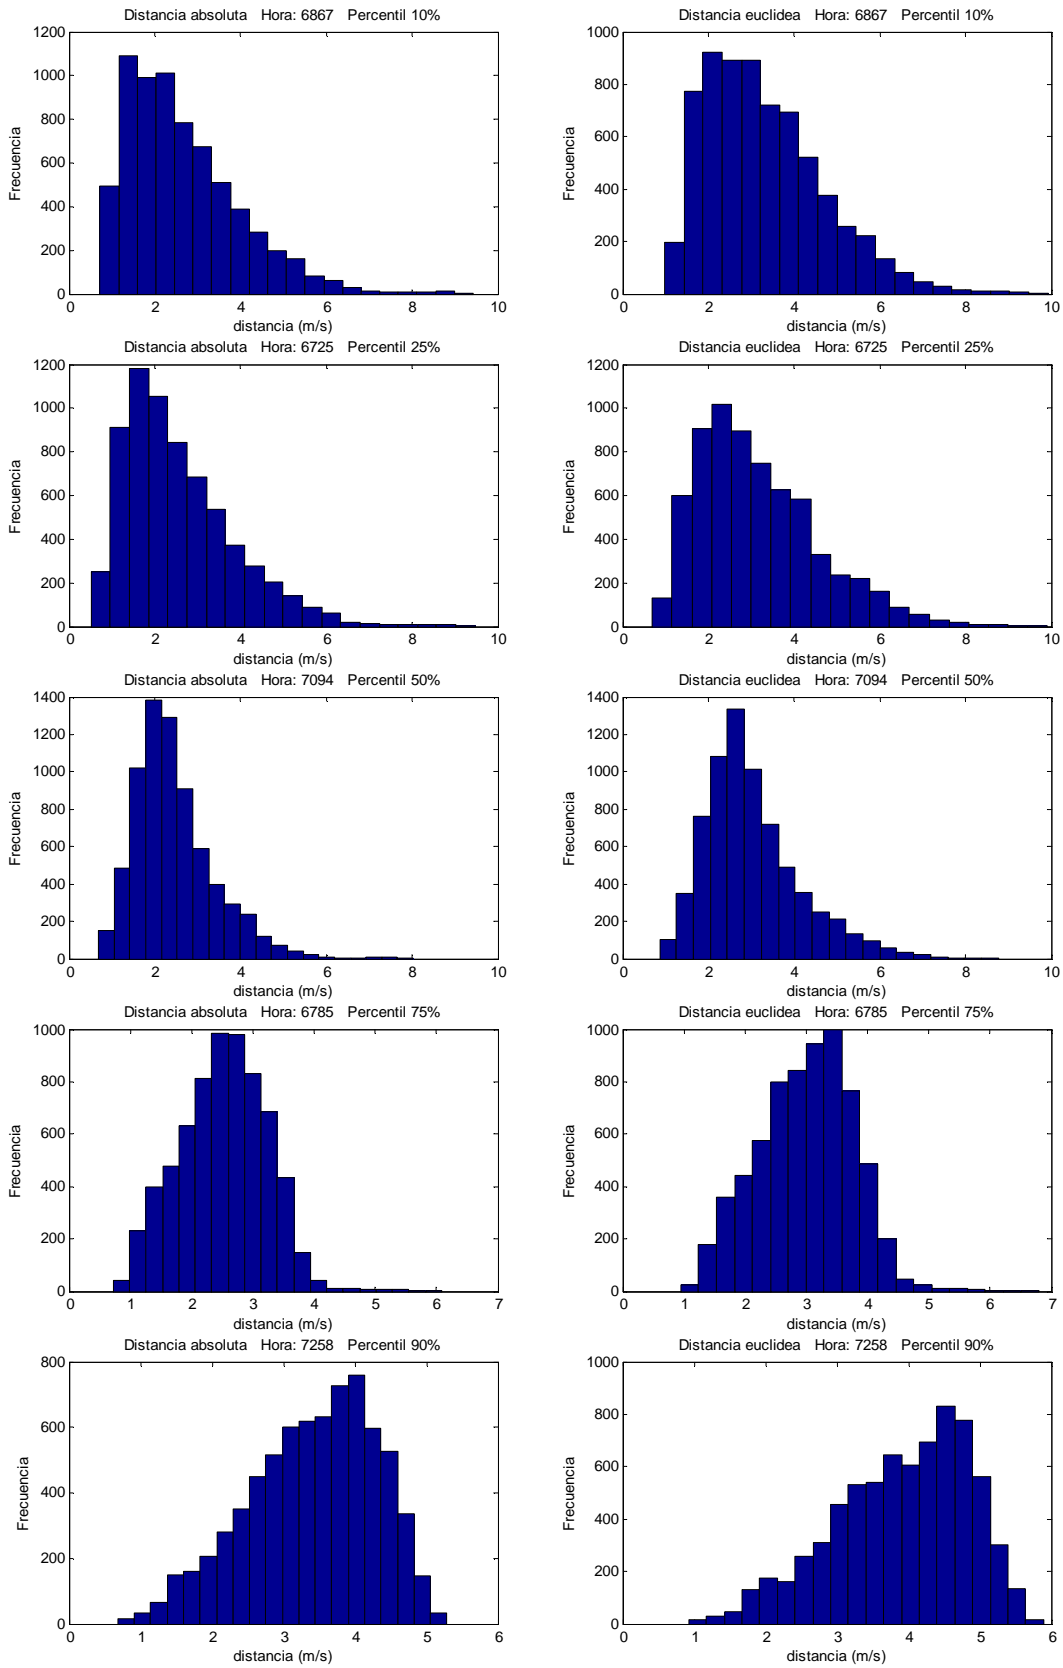 Distancia absoluta Hora: 6867 Percentil 10%
1200
1000
800
600
400
200
0
Frecuencia
0 2 4 6 8 10
distancia (m/s)
Distancia euclidea Hora: 6867 Percentil 10%
1000
800
600
400
200
0
Frecuencia
0 2 4 6 8 10
distancia (m/s)
Distancia absoluta Hora: 6725 Percentil 25%
1200
1000
800
600
400
200
0
Frecuencia
0 2 4 6 8 10
distancia (m/s)
Distancia euclidea Hora: 6725 Percentil 25%
1200
1000
800
600
400
200
0
Frecuencia
0 2 4 6 8 10
distancia (m/s)
Distancia absoluta Hora: 7094 Percentil 50%
1400
1200
1000
800
600
400
200
0
Frecuencia
0 2 4 6 8 10
distancia (m/s)
Distancia euclidea Hora: 7094 Percentil 50%
1400
1200
1000
800
600
400
200
0
Frecuencia
0 2 4 6 8 10
distancia (m/s)
Distancia absoluta Hora: 6785 Percentil 75%
1000
800
600
400
200
0
Frecuencia
0 1 2 3 4 5 6 7
distancia (m/s)
Distancia euclidea Hora: 6785 Percentil 75%
1000
800
600
400
200
0
Frecuencia
0 1 2 3 4 5 6 7
distancia (m/s)
Distancia absoluta Hora: 7258 Percentil 90%
800
600
400
200
0
Frecuencia
0 1 2 3 4 5 6
distancia (m/s)
Distancia euclidea Hora: 7258 Percentil 90%
1000
800
600
400
200
0
Frecuencia
0 1 2 3 4 5 6
distancia (m/s)